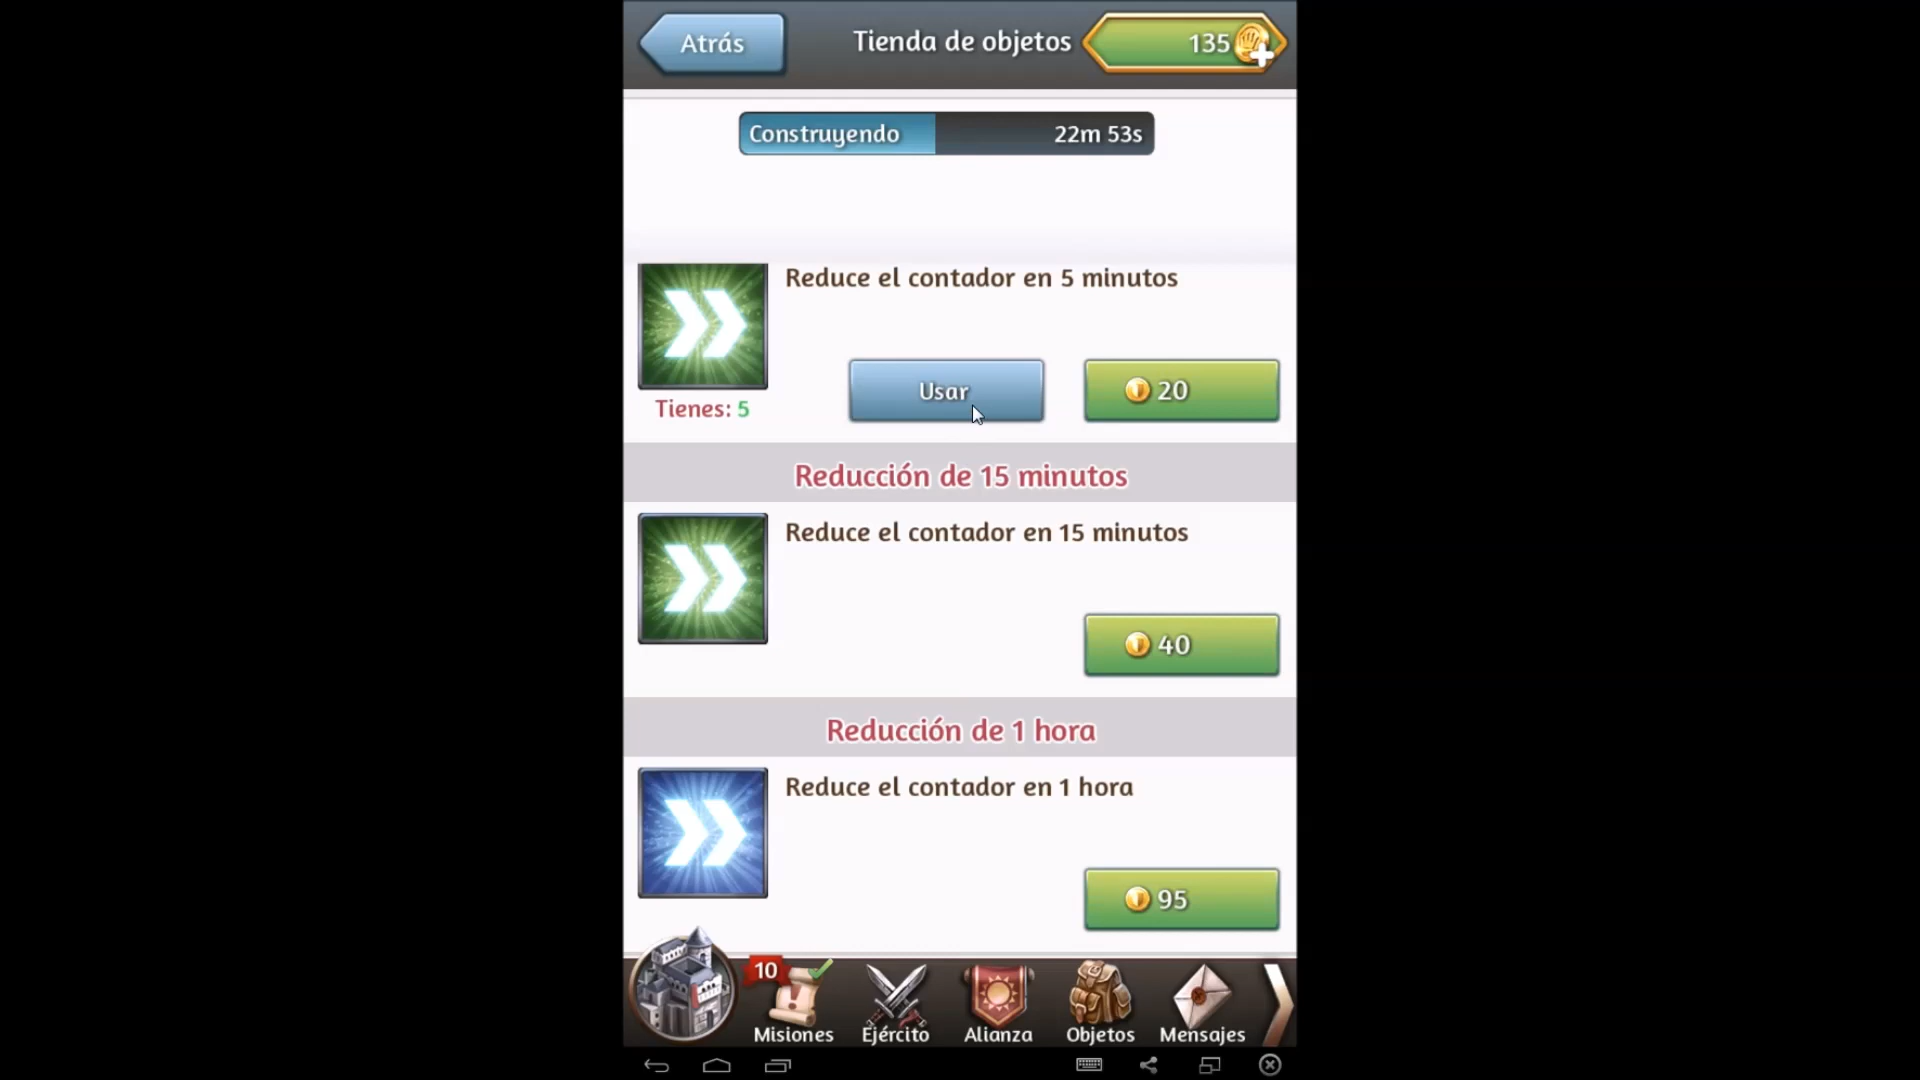 Atrás
Tienda de objetos
135
Construyendo
22m 53s
Reduce el contador en 5 minutos
Usar
20
Tienes: 5
Reducción de 15 minutos
Reduce el contador en 15 minutos
40
Reducción de 1 hora
Reduce el contador en 1 hora
95
10
Misiones
Ejército
Alianza
Objetos
Mensajes